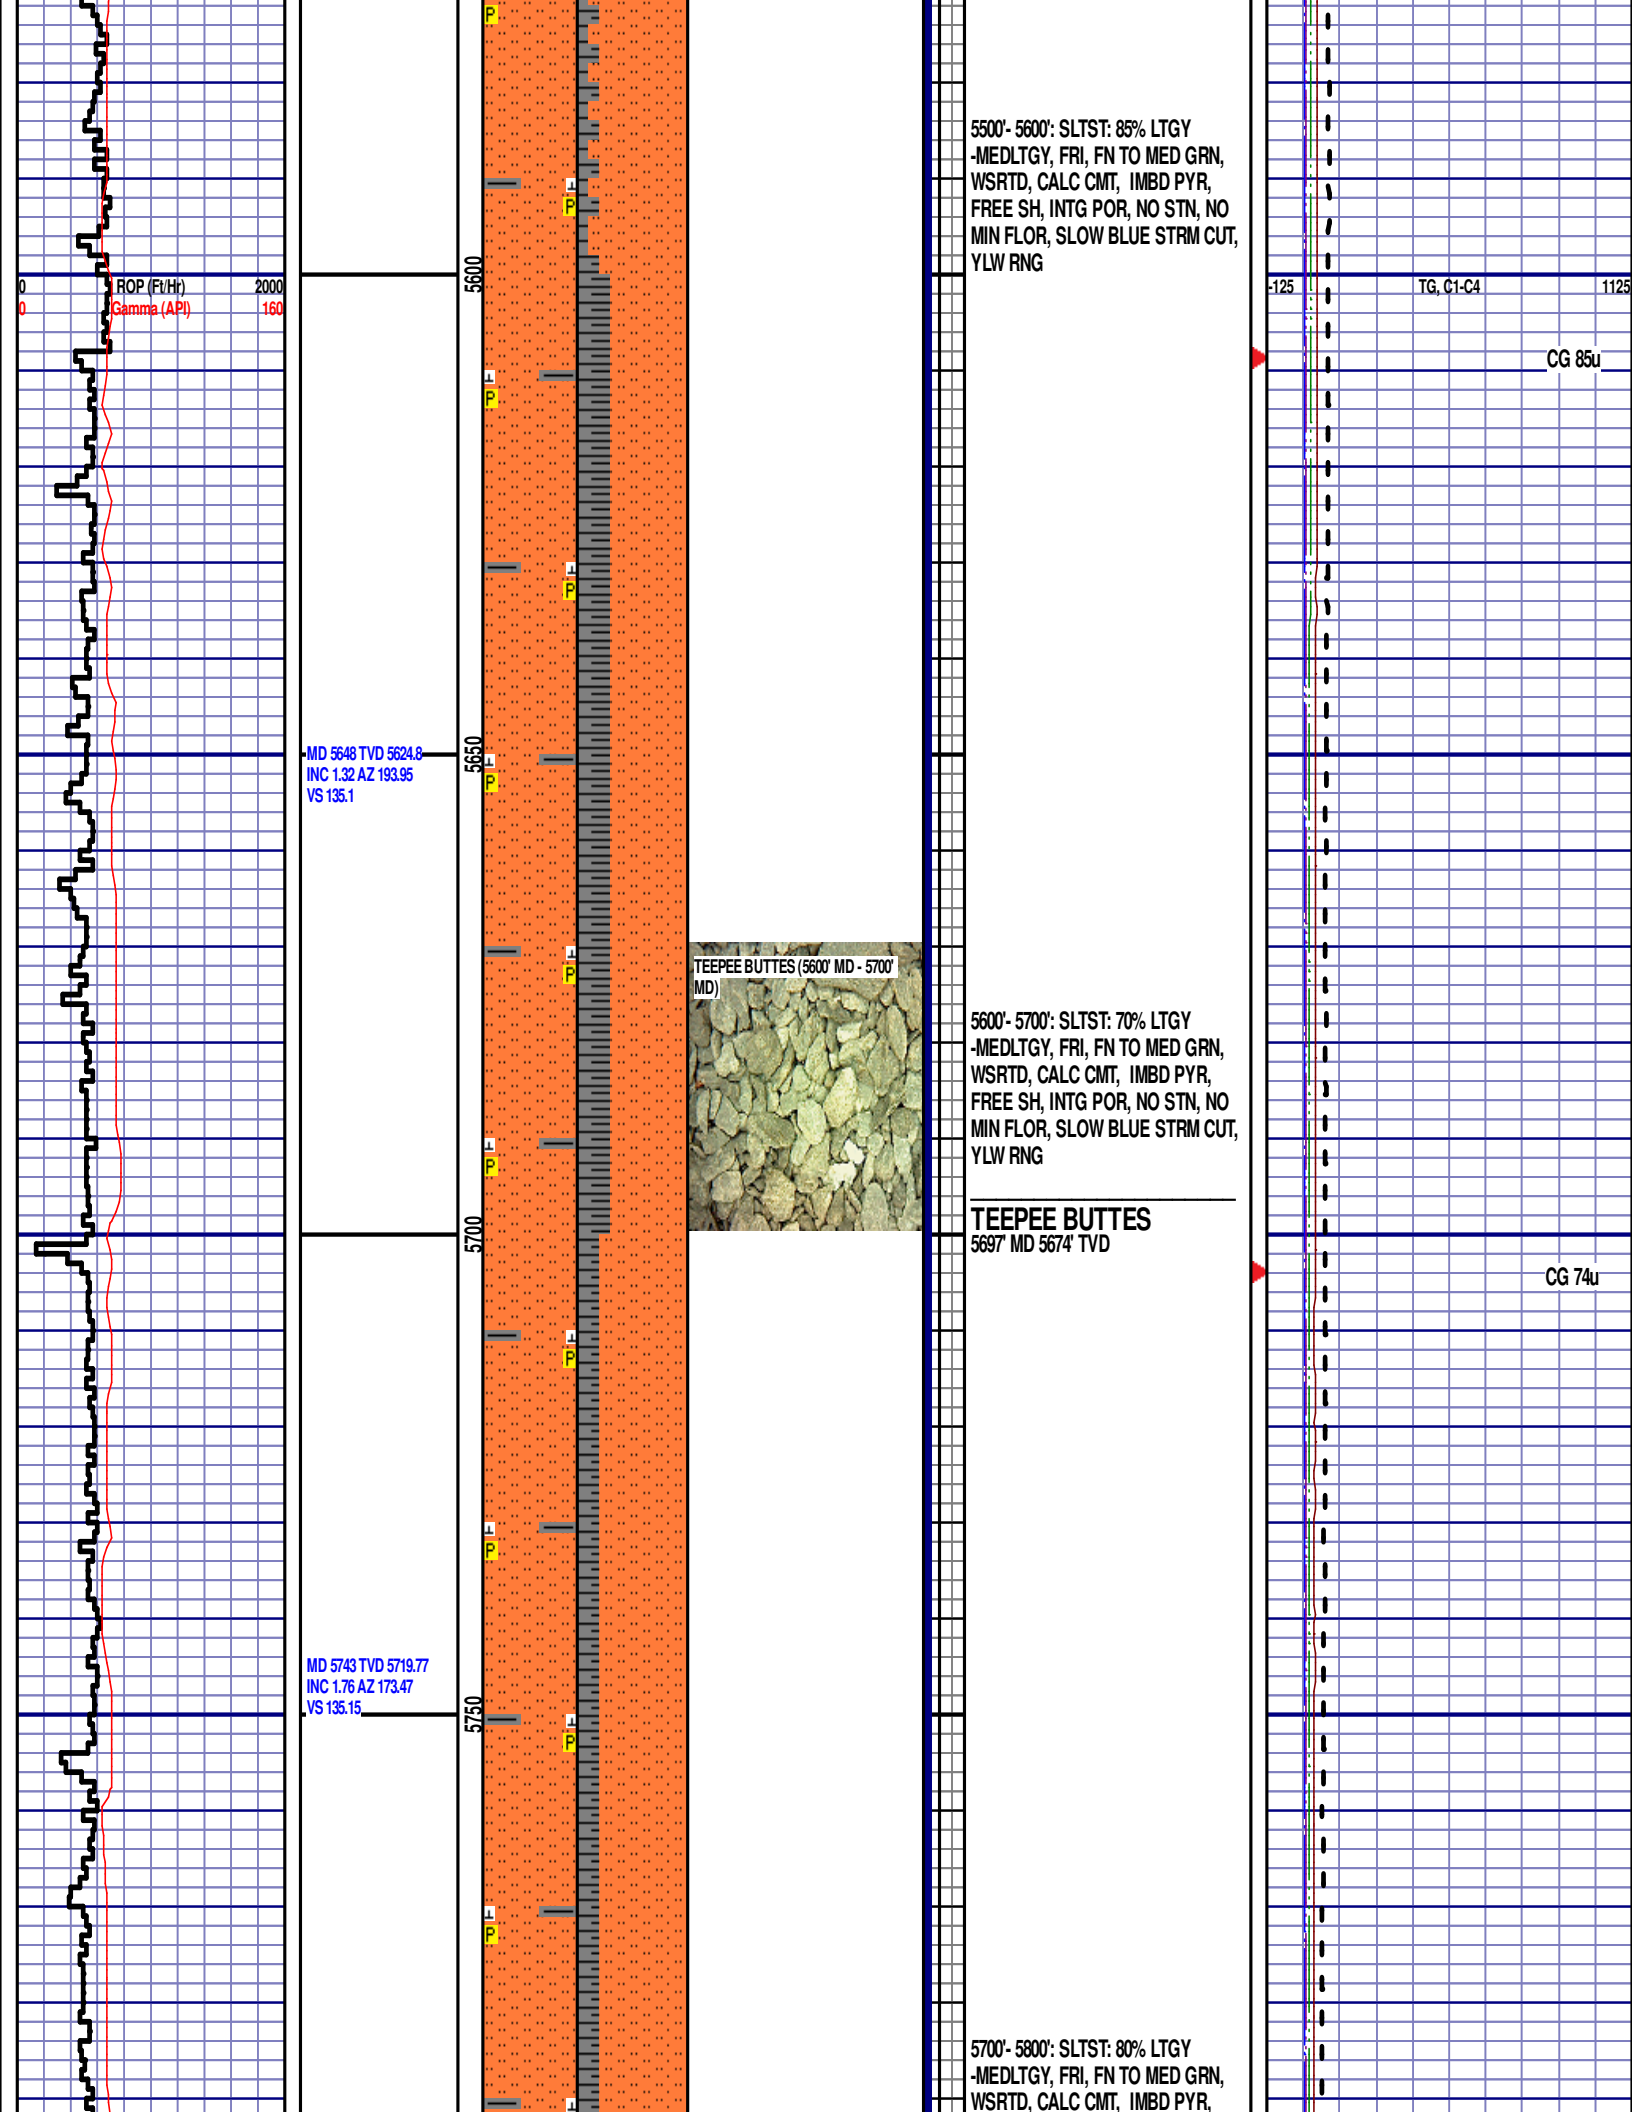 P
5500'- 5600': SLTST: 85% LTGY
-MEDLTGY, FRI, FN TO MED GRN,
WSRTD, CALC CMT, IMBD PYR,
FREE SH, INTG POR, NO STN, NO
MIN FLOR, SLOW BLUE STRM CUT,
YLW RNG
P
5600
0 ROP (Ft/Hr) 2000
0 Gamma (API) 160
-125 TG, C1-C4 1125
CG 85u
P
P
5650
MD 5648 TVD 5624.8
INC 1.32 AZ 193.95
VS 135.1
P
TEEPEE BUTTES (5600' MD - 5700'
MD)
P
5600'- 5700': SLTST: 70% LTGY
-MEDLTGY, FRI, FN TO MED GRN,
WSRTD, CALC CMT, IMBD PYR,
FREE SH, INTG POR, NO STN, NO
MIN FLOR, SLOW BLUE STRM CUT,
YLW RNG
P
5700
TEEPEE BUTTES
5697' MD 5674' TVD
CG 74u
P
P
MD 5743 TVD 5719.77
INC 1.76 AZ 173.47
VS 135.15
5750
P
P
5700'- 5800': SLTST: 80% LTGY
-MEDLTGY, FRI, FN TO MED GRN,
WSRTD, CALC CMT, IMBD PYR,